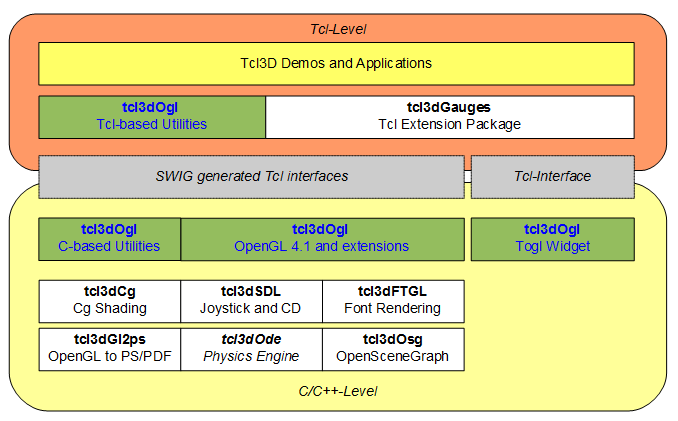 Tcl-Level
Tcl3D Demos and Applications
tcl3dOgl
Tcl-based Utilities
tcl3dGauges
Tcl Extension Package
SWIG generated Tcl interfaces
Tcl-Interface
tcl3dOgl
C-based Utilities
tcl3dOgl
OpenGL 4.1 and extensions
tcl3dOgl
Togl Widget
tcl3dCg
Cg Shading
tcl3dSDL
Joystick and CD
tcl3dFTGL
Font Rendering
tcl3dGl2ps
OpenGL to PS/PDF
tcl3dOde
Physics Engine
tcl3dOsg
OpenSceneGraph
C/C++-Level